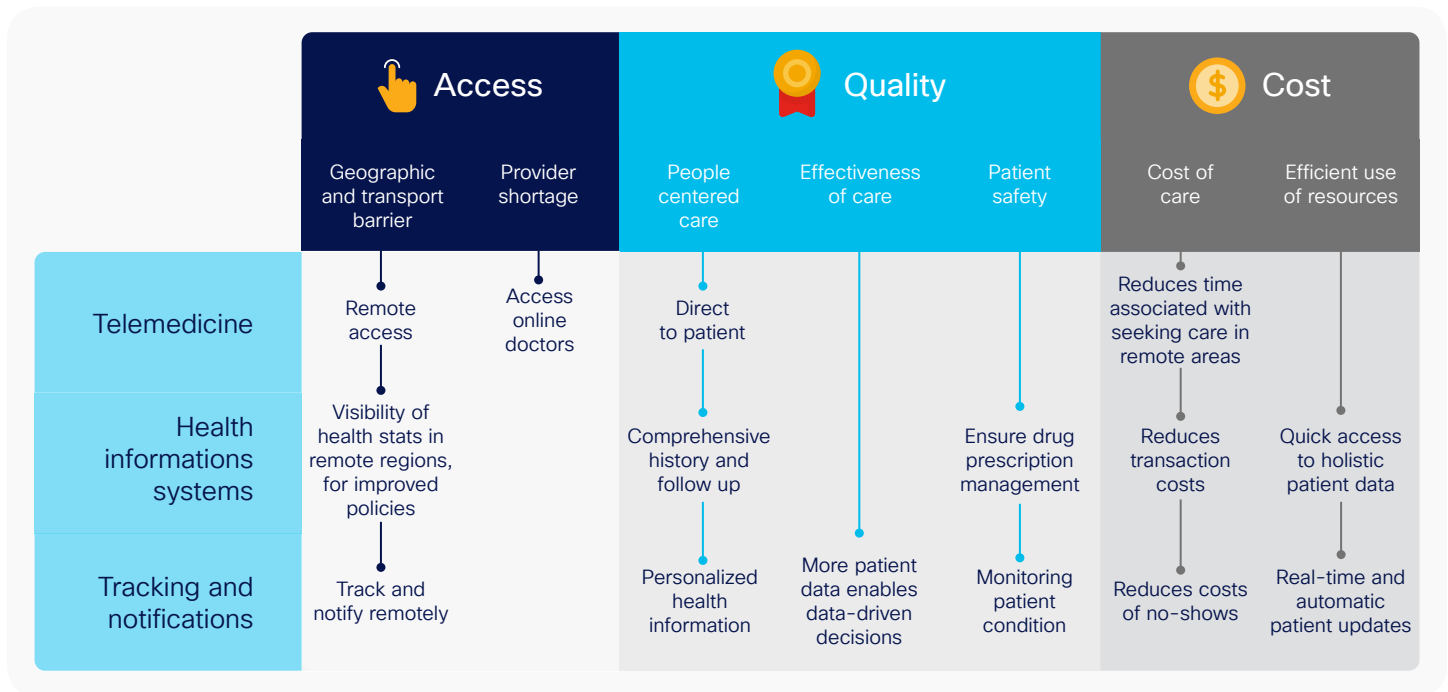 Access
Quality
$
Cost
Geographic
and transport
barrier
Provider
shortage
People
centered
care
Effectiveness
of care
Patient
safety
Cost of
care
Efficient use
of resources
Telemedicine
Remote
access
Access
online
doctors
Direct
to patient
Reduces time
associated with
seeking care in
remote areas
Health
informations
systems
Visibility of
health stats in
remote regions,
for improved
policies
Comprehensive
history and
follow up
Ensure drug
prescription
management
Reduces
transaction
costs
Quick access
to holistic
patient data
Tracking and
notifications
Track and
notify remotely
Personalized
health
information
More patient
data enables
data-driven
decisions
Monitoring
patient
condition
Reduces costs
of no-shows
Real-time and
automatic
patient updates